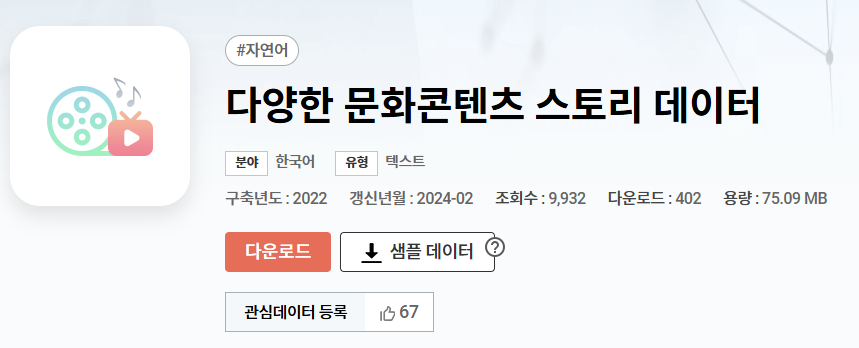 #자연어
다양한 문화콘텐츠 스토리 데이터
분야 한국어 유형 텍스트
구축년도 : 2022 갱신년월 : 2024-02 조회수 : 9,932 다운로드 : 402 용량 : 75.09 MB
다운로드 샘플 데이터 ?
관심데이터 등록 67